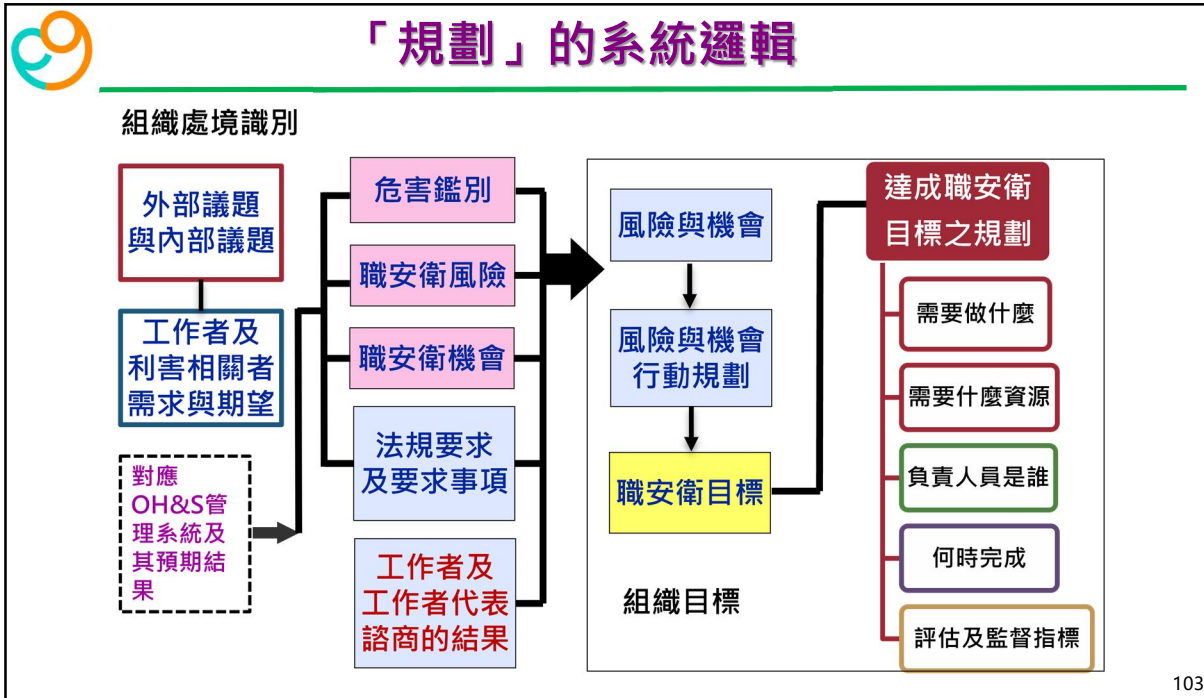 「規劃」的系統邏輯
組織處境識別
外部議題
與內部議題
工作者及
利害相關者
需求與期望
對應
OH&S管
理系統及
其預期結
果
危害鑑別
職安衛風險
職安衛機會
法規要求
及要求事項
工作者及
工作者代表
諮商的結果
風險與機會
風險與機會
行動規劃
職安衛目標
組織目標
達成職安衛
目標之規劃
需要做什麼
需要什麼資源
負責人員是誰
何時完成
評估及監督指標
103